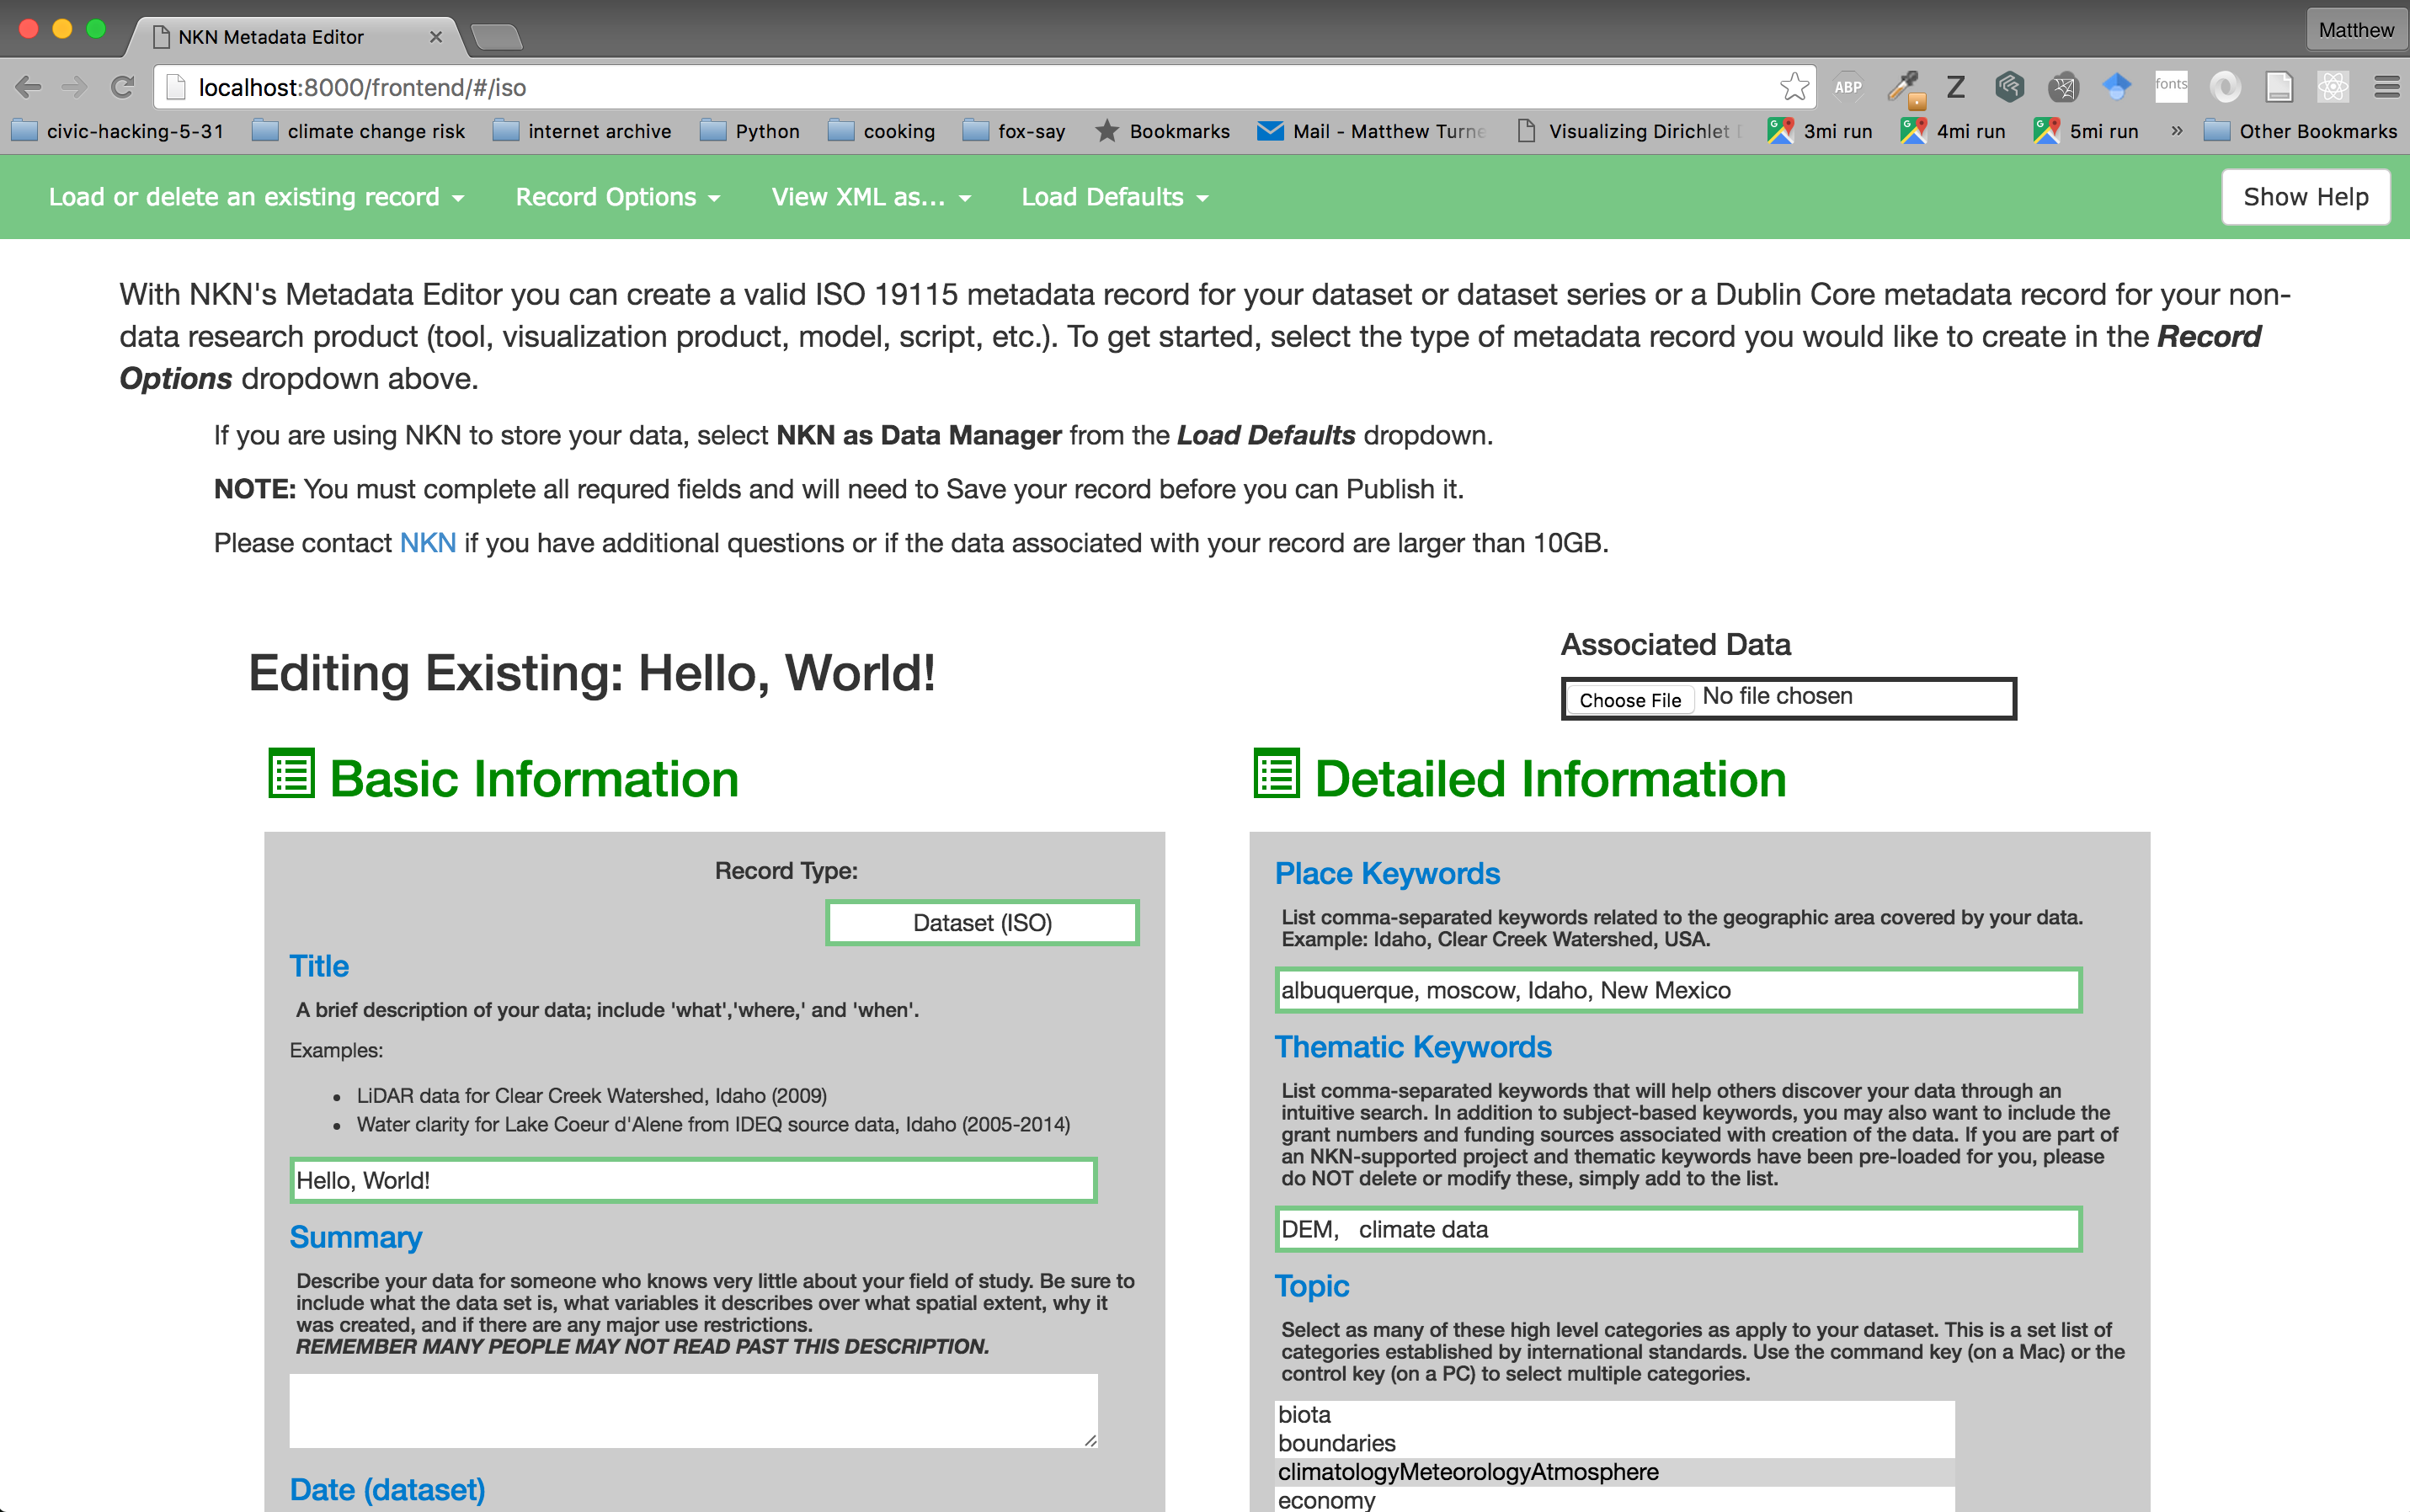 NKN Metadata Editor
Matthew
localhost:8000/frontend/#/iso
ABP
Z
fonts
civic-hacking-5-31
climate change risk
internet archive
Python
cooking
fox-say
Bookmarks
Mail - Matthew Turne
Visualizing Dirichlet
3mi run
4mi run
5mi run
»
Other Bookmarks
Load or delete an existing record
Record Options
View XML as...
Load Defaults
Show Help
With NKN's Metadata Editor you can create a valid ISO 19115 metadata record for your dataset or dataset series or a Dublin Core metadata record for your non-
data research product (tool, visualization product, model, script, etc.). To get started, select the type of metadata record you would like to create in the Record
Options dropdown above.
If you are using NKN to store your data, select NKN as Data Manager from the Load Defaults dropdown.
NOTE: You must complete all requred fields and will need to Save your record before you can Publish it.
Please contact NKN if you have additional questions or if the data associated with your record are larger than 10GB.
Editing Existing: Hello, World!
Associated Data
Choose File No file chosen
Basic Information
Record Type:
Dataset (ISO)
Title
A brief description of your data; include 'what','where,' and 'when'.
Examples:
• LiDAR data for Clear Creek Watershed, Idaho (2009)
• Water clarity for Lake Coeur d'Alene from IDEQ source data, Idaho (2005-2014)
Hello, World!
Summary
Describe your data for someone who knows very little about your field of study. Be sure to
include what the data set is, what variables it describes over what spatial extent, why it
was created, and if there are any major use restrictions.
REMEMBER MANY PEOPLE MAY NOT READ PAST THIS DESCRIPTION.
Date (dataset)
Detailed Information
Place Keywords
List comma-separated keywords related to the geographic area covered by your data.
Example: Idaho, Clear Creek Watershed, USA.
albuquerque, moscow, Idaho, New Mexico
Thematic Keywords
List comma-separated keywords that will help others discover your data through an
intuitive search. In addition to subject-based keywords, you may also want to include the
grant numbers and funding sources associated with creation of the data. If you are part of
an NKN-supported project and thematic keywords have been pre-loaded for you, please
do NOT delete or modify these, simply add to the list.
DEM,   climate data
Topic
Select as many of these high level categories as apply to your dataset. This is a set list of
categories established by international standards. Use the command key (on a Mac) or the
control key (on a PC) to select multiple categories.
biota
boundaries
climatologyMeteorologyAtmosphere
economy